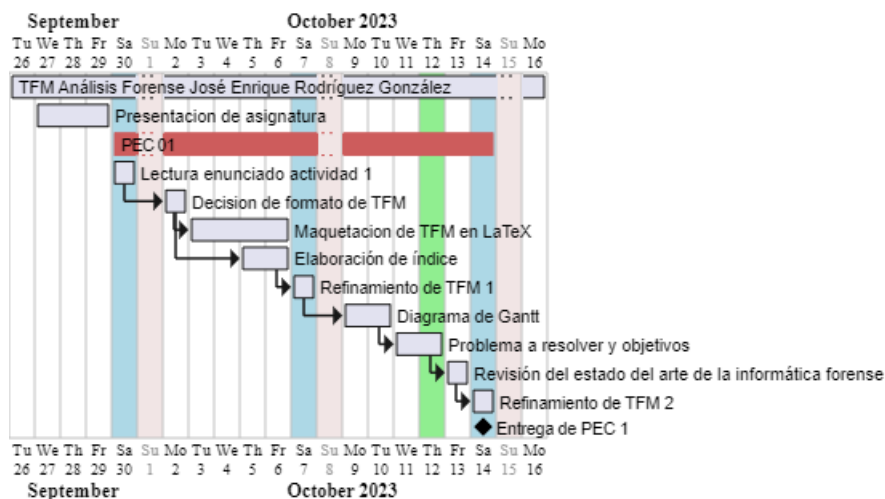 September October 2023
Tu We Th Fr Sa Su Mo Tu We Th Fr Sa Su Mo Tu We Th Fr Sa Su Mo
26 27 28 29 30 1 2 3 4 5 6 7 8 9 10 11 12 13 14 15 16
TFM Análisis Forense José Enrique Rodríguez González
Presentacion de asignatura
PEC 01
Lectura enunciado actividad 1
Decision de formato de TFM
Maquetacion de TFM en LaTeX
Elaboración de índice
Refinamiento de TFM 1
Diagrama de Gantt
Problema a resolver y objetivos
Revisión del estado del arte de la informática forense
Refinamiento de TFM 2
Entrega de PEC 1
Tu We Th Fr Sa Su Mo Tu We Th Fr Sa Su Mo Tu We Th Fr Sa Su Mo
26 27 28 29 30 1 2 3 4 5 6 7 8 9 10 11 12 13 14 15 16
September October 2023